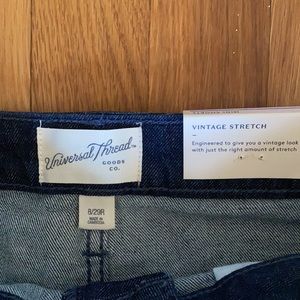 Universal Thread
GOODS
CO.
8/29R
MADE IN
CAMBODIA
VINTAGE STRETCH
Engineered to give you a vintage look
with just the right amount of stretch